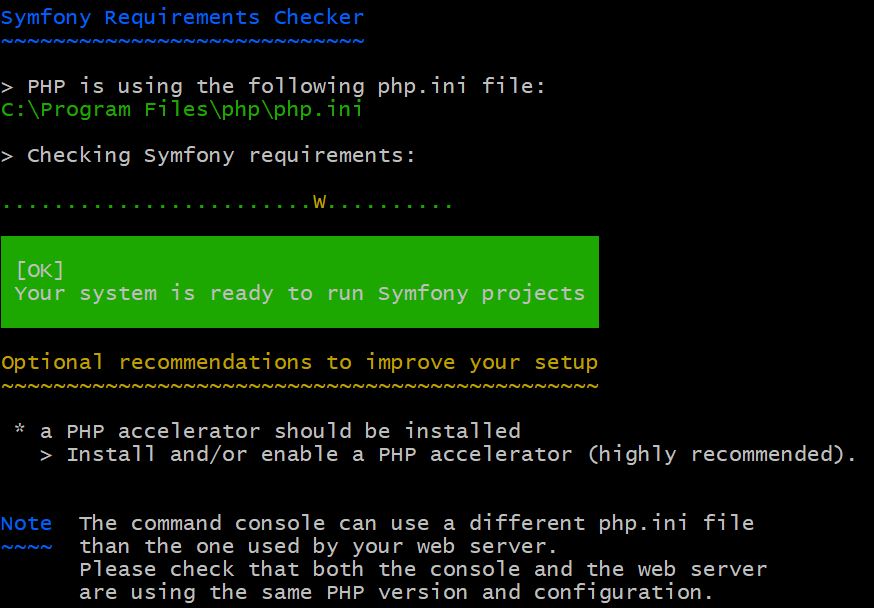 Symfony Requirements Checker
~~~~~~~~~~~~~~~~~~~~~~~~~~~~
> PHP is using the following php.ini file:
C:\Program Files\php\php.ini
> Checking Symfony requirements:
........................W..........
[OK]
Your system is ready to run Symfony projects
Optional recommendations to improve your setup
~~~~~~~~~~~~~~~~~~~~~~~~~~~~~~~~~~~~~~~~~~~~~~
* a PHP accelerator should be installed
> Install and/or enable a PHP accelerator (highly recommended).
Note  The command console can use a different php.ini file
~~~~  than the one used by your web server.
Please check that both the console and the web server
are using the same PHP version and configuration.